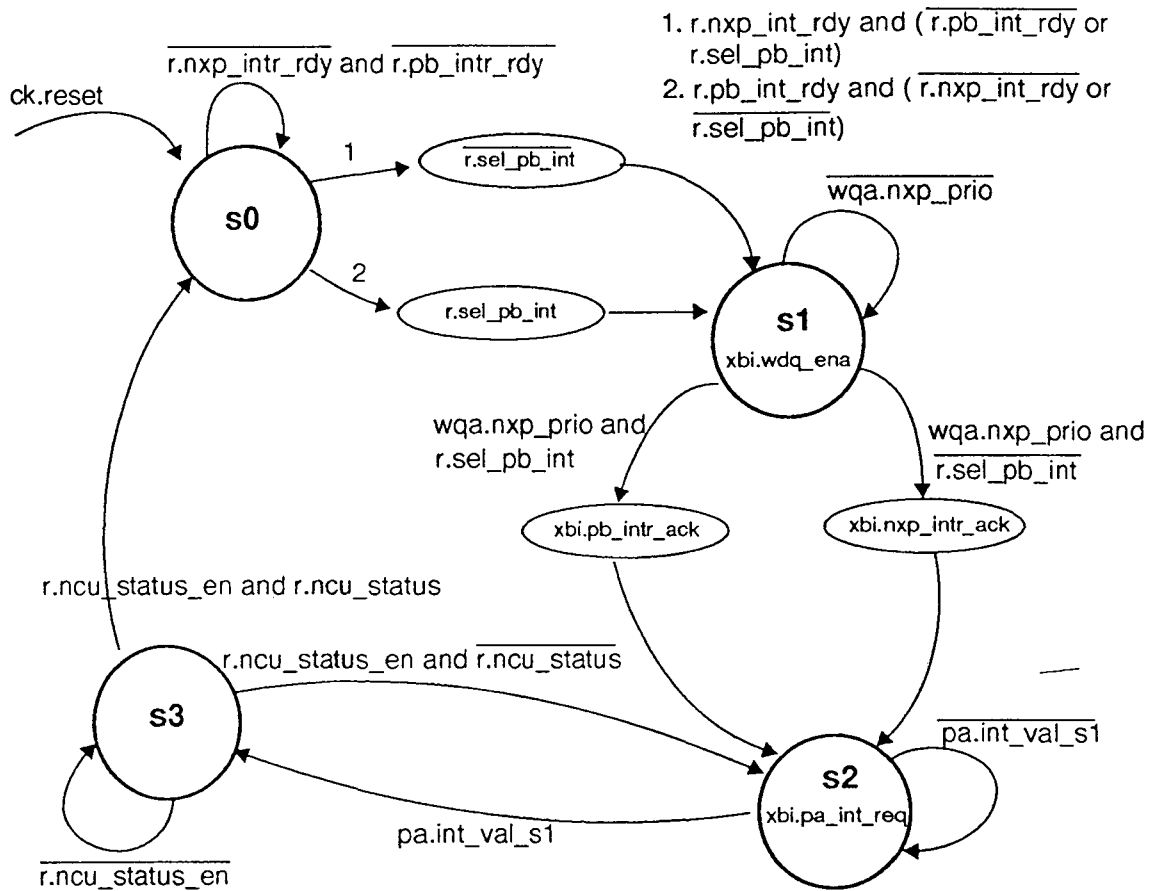 1. r.nxp_int_rdy and ( r.pb_int_rdy or
r.sel_pb_int)
2. r.pb_int_rdy and ( r.nxp_int_rdy or
r.sel_pb_int)
r.nxp_intr_rdy and r.pb_intr_rdy
ck.reset
1
r.sel_pb_int
wqa.nxp_prio
s0
2
r.sel_pb_int
s1
xbi.wdq_ena
wqa.nxp_prio and
r.sel_pb_int
wqa.nxp_prio and
r.sel_pb_int
xbi.pb_intr_ack
xbi.nxp_intr_ack
r.ncu_status_en and r.ncu_status
r.ncu_status_en and r.ncu_status
s3
pa.int_val_s1
s2
xbi.pa_int_req
pa.int_val_s1
r.ncu_status_en